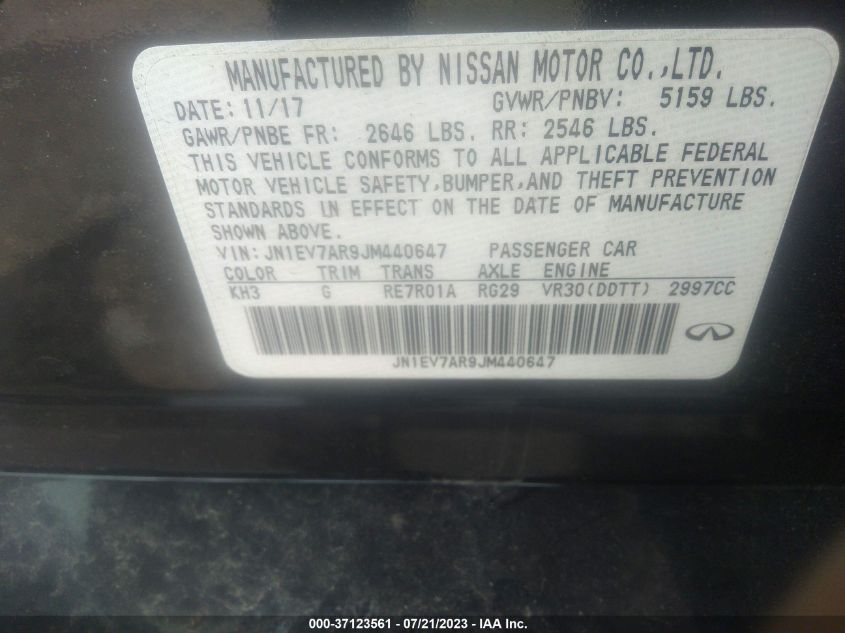 MANUFACTURED BY NISSAN MOTOR CO.,LTD.
DATE: 11/17 GVWR/PNBV: 5159 LBS.
GAWR/PNBE FR: 2646 LBS. RR: 2546 LBS.
THIS VEHICLE CONFORMS TO ALL APPLICABLE FEDERAL
MOTOR VEHICLE SAFETY,BUMPER,AND THEFT PREVENTION
STANDARDS IN EFFECT ON THE DATE OF MANUFACTURE
SHOWN ABOVE.
VIN:JN1EV7AR9JM440647 PASSENGER CAR
COLOR TRIM TRANS AXLE ENGINE
KH3 G RE7R01A RG29 VR30(DDTT) 2997CC
JN1EV7AR9JM440647
000-37123561 - 07/21/2023 - IAA Inc.